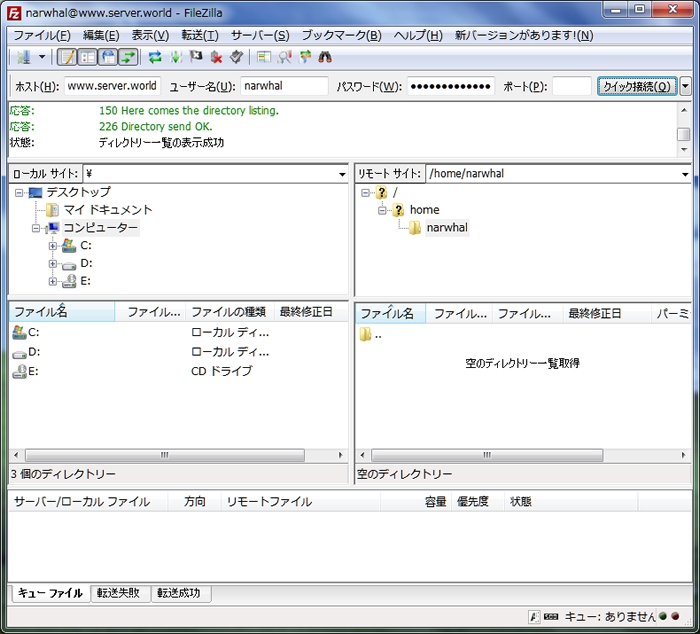 narwhal@www.server.world - FileZilla
ファイル(F) 編集(E) 表示(V) 転送(T) サーバー(S) ブックマーク(B) ヘルプ(H) 新バージョンがあります!(N)
ホスト(H): www.server.world ユーザー名(U): narwhal パスワード(W): ●●●●●●●●●●●●● ポート(P): クイック接続(Q)
応答: 150 Here comes the directory listing.
応答: 226 Directory send OK.
状態: ディレクトリー一覧の表示成功
ローカル サイト: ¥
デスクトップ
マイ ドキュメント
コンピューター
C:
D:
E:
リモート サイト: /home/narwhal
/
home
narwhal
ファイル名 ファイル... ファイルの種類 最終修正日
C: ローカル ディ...
D: ローカル ディ...
E: CD ドライブ
3 個のディレクトリー
ファイル名 ファイル... ファイル... 最終修正日 パーミ
..
空のディレクトリー一覧取得
空のディレクトリー
サーバー/ローカル ファイル 方向 リモートファイル 容量 優先度 状態
キュー ファイル 転送失敗 転送成功
キュー: ありません